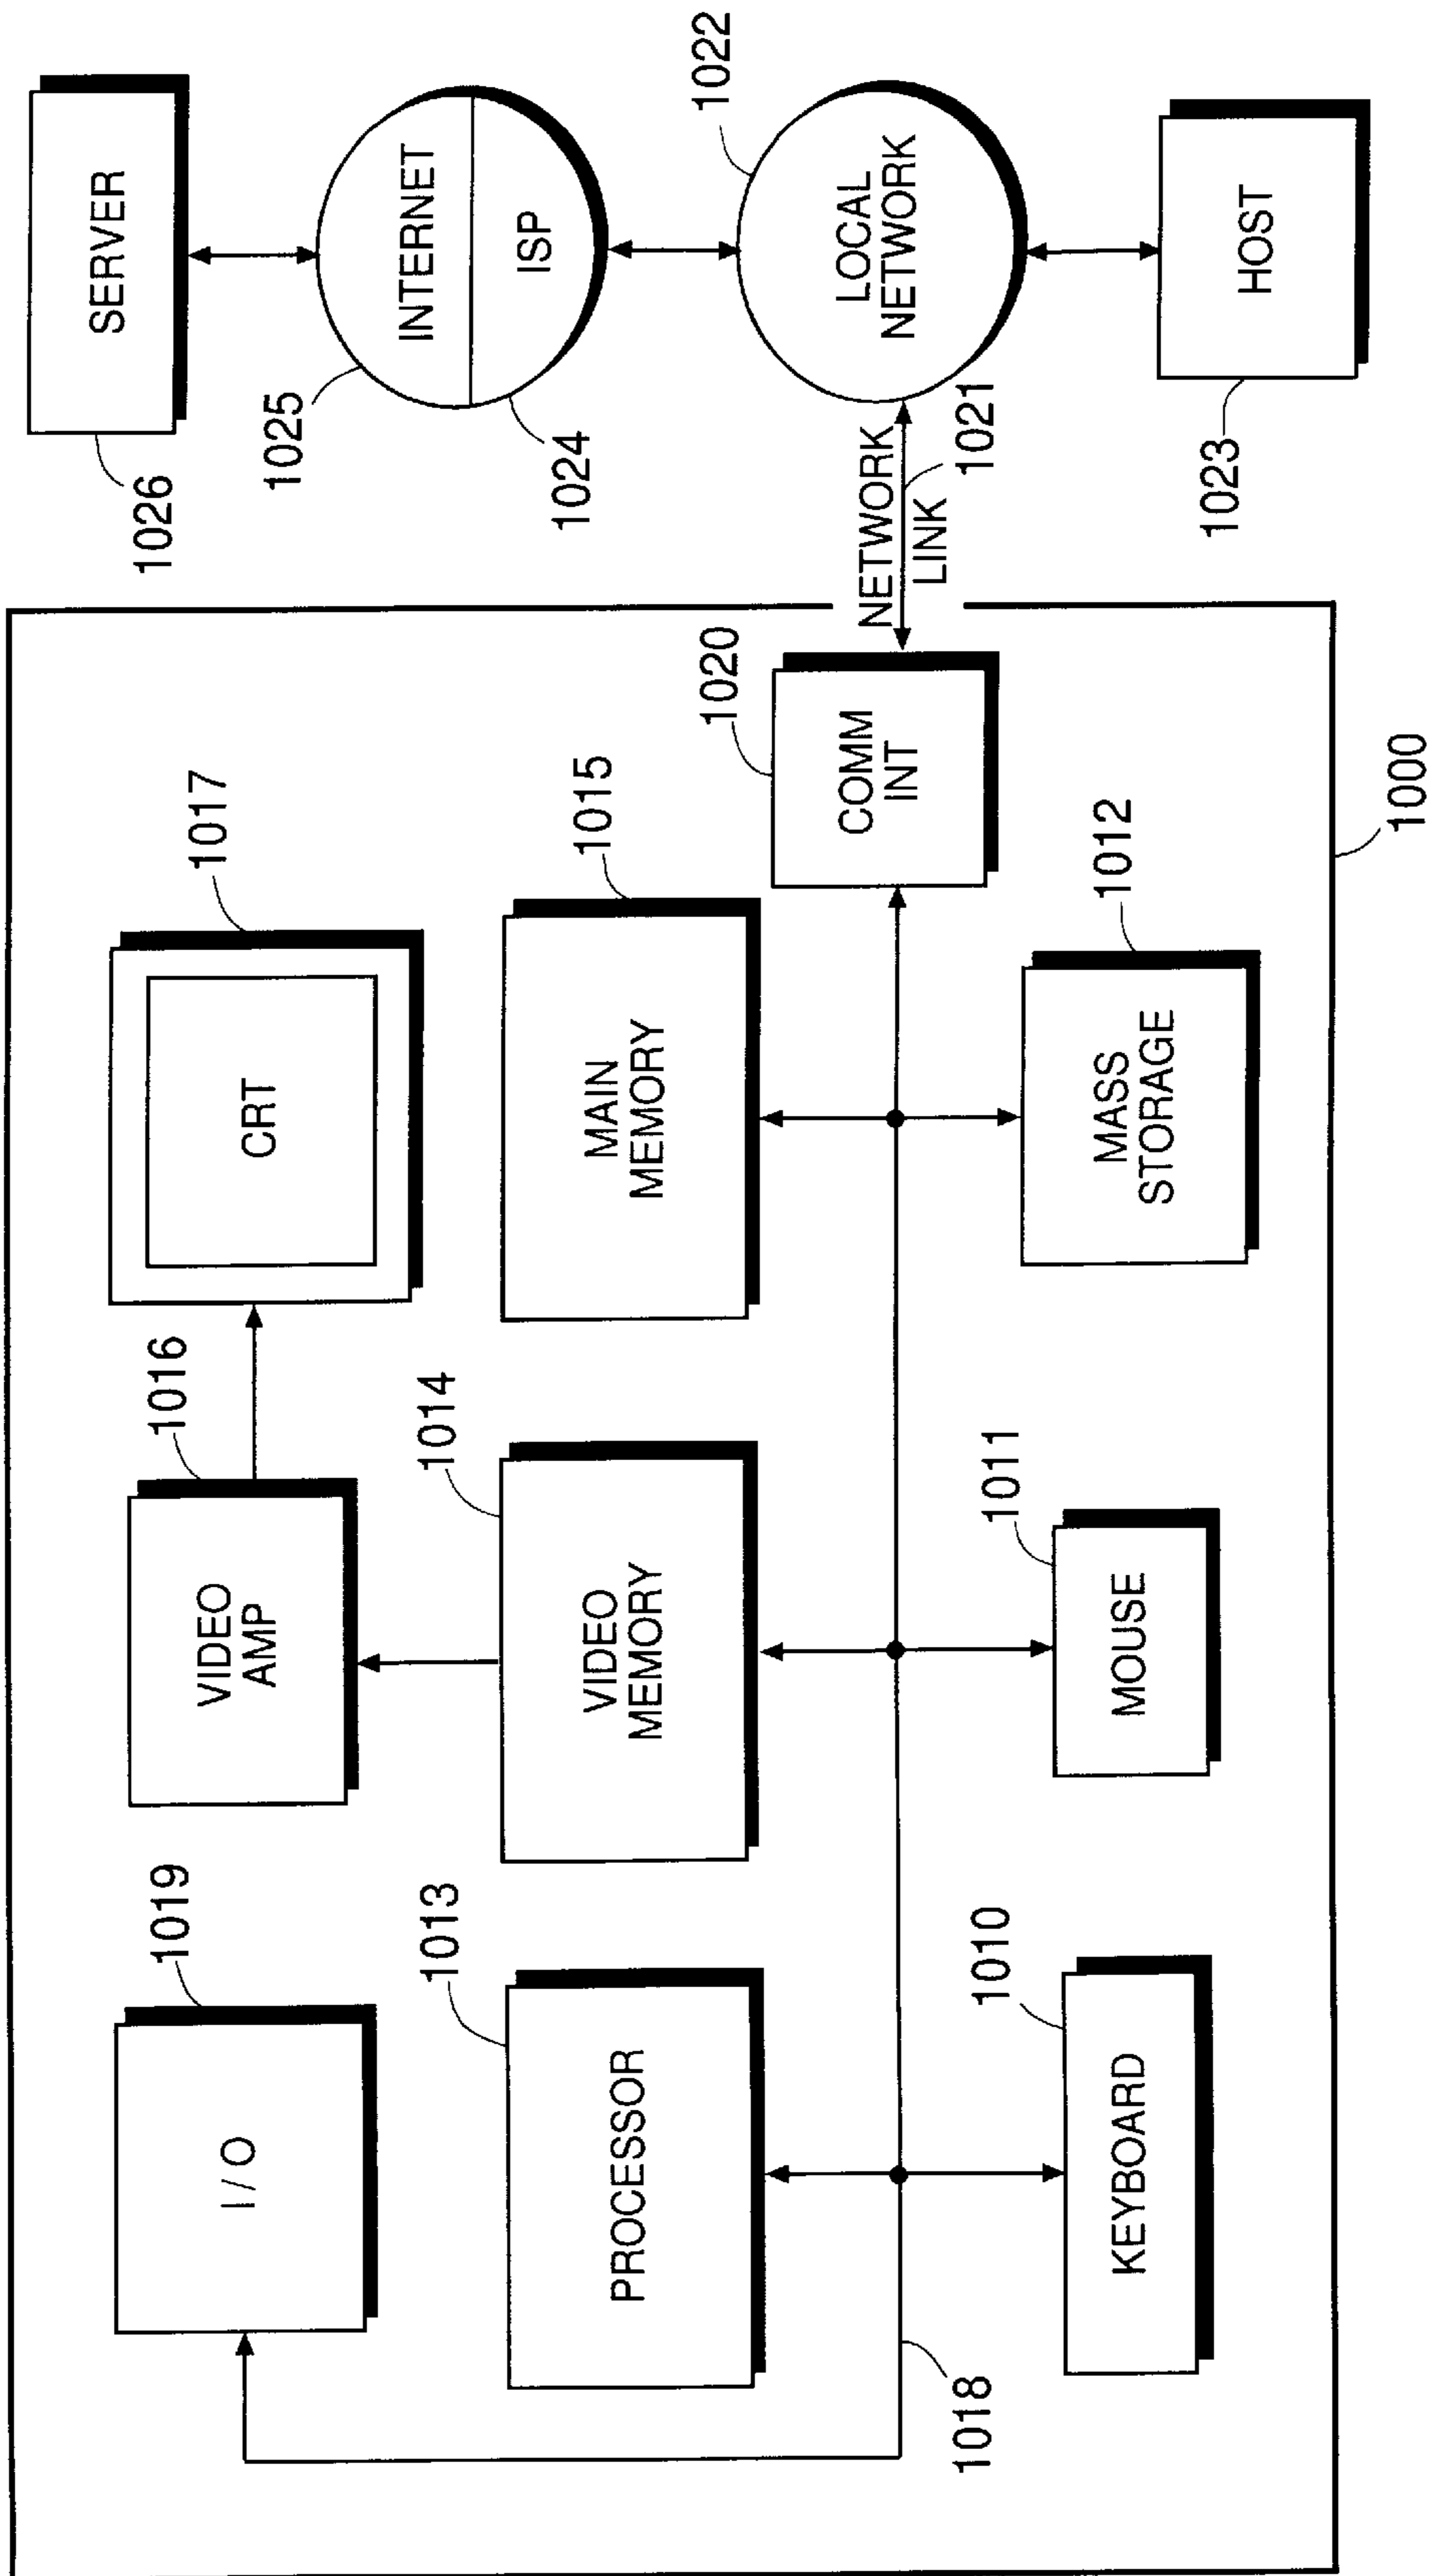 1019
I/O
1016
VIDEO
AMP
1017
CRT
1013
PROCESSOR
1014
VIDEO
MEMORY
1015
MAIN
MEMORY
1018
1010
KEYBOARD
1011
MOUSE
1012
MASS
STORAGE
1020
COMM
INT
1000
NETWORK
LINK
1021
1026
SERVER
1025
INTERNET
ISP
1024
1022
LOCAL
NETWORK
1023
HOST